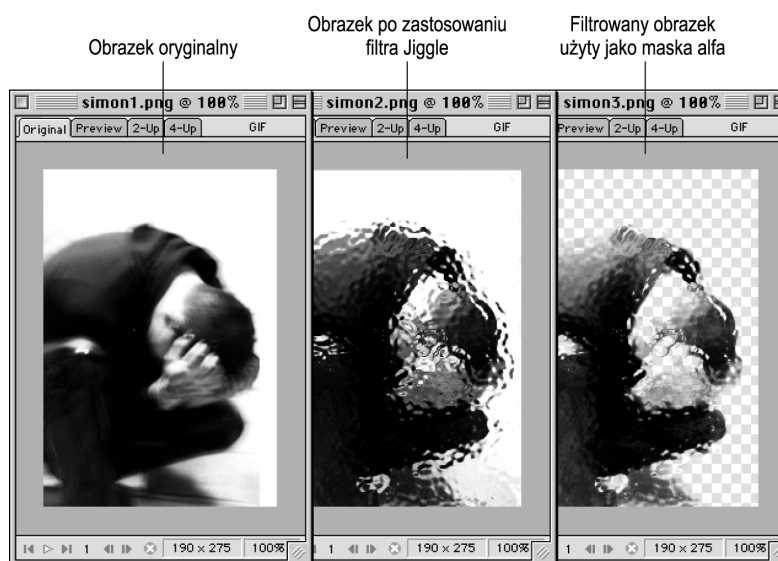 Obrazek oryginalny
Obrazek po zastosowaniu
filtra Jiggle
Filtrowany obrazek
użyty jako maska alfa
simon1.png @ 100%
simon2.png @ 100%
simon3.png @ 100%
Original Preview 2-Up 4-Up GIF
Preview 2-Up 4-Up GIF
Preview 2-Up 4-Up GIF
1 190 x 275 100%
1 190 x 275 100%
1 190 x 275 100%